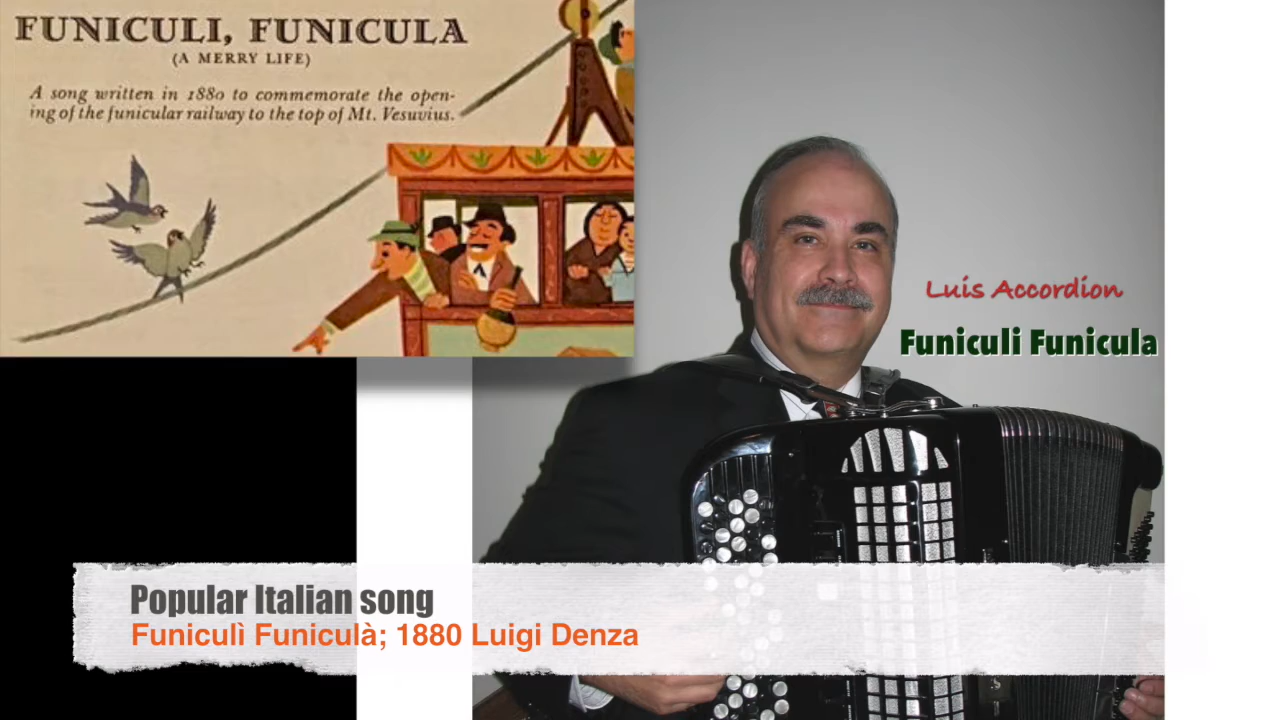 FUNICULI, FUNICULA
(A MERRY LIFE)
A song written in 1880 to commemorate the open-
ing of the funicular railway to the top of Mt. Vesuvius.
Luis Accordion
Funiculi Funicula
Popular Italian song
Funiculì Funiculà; 1880 Luigi Denza